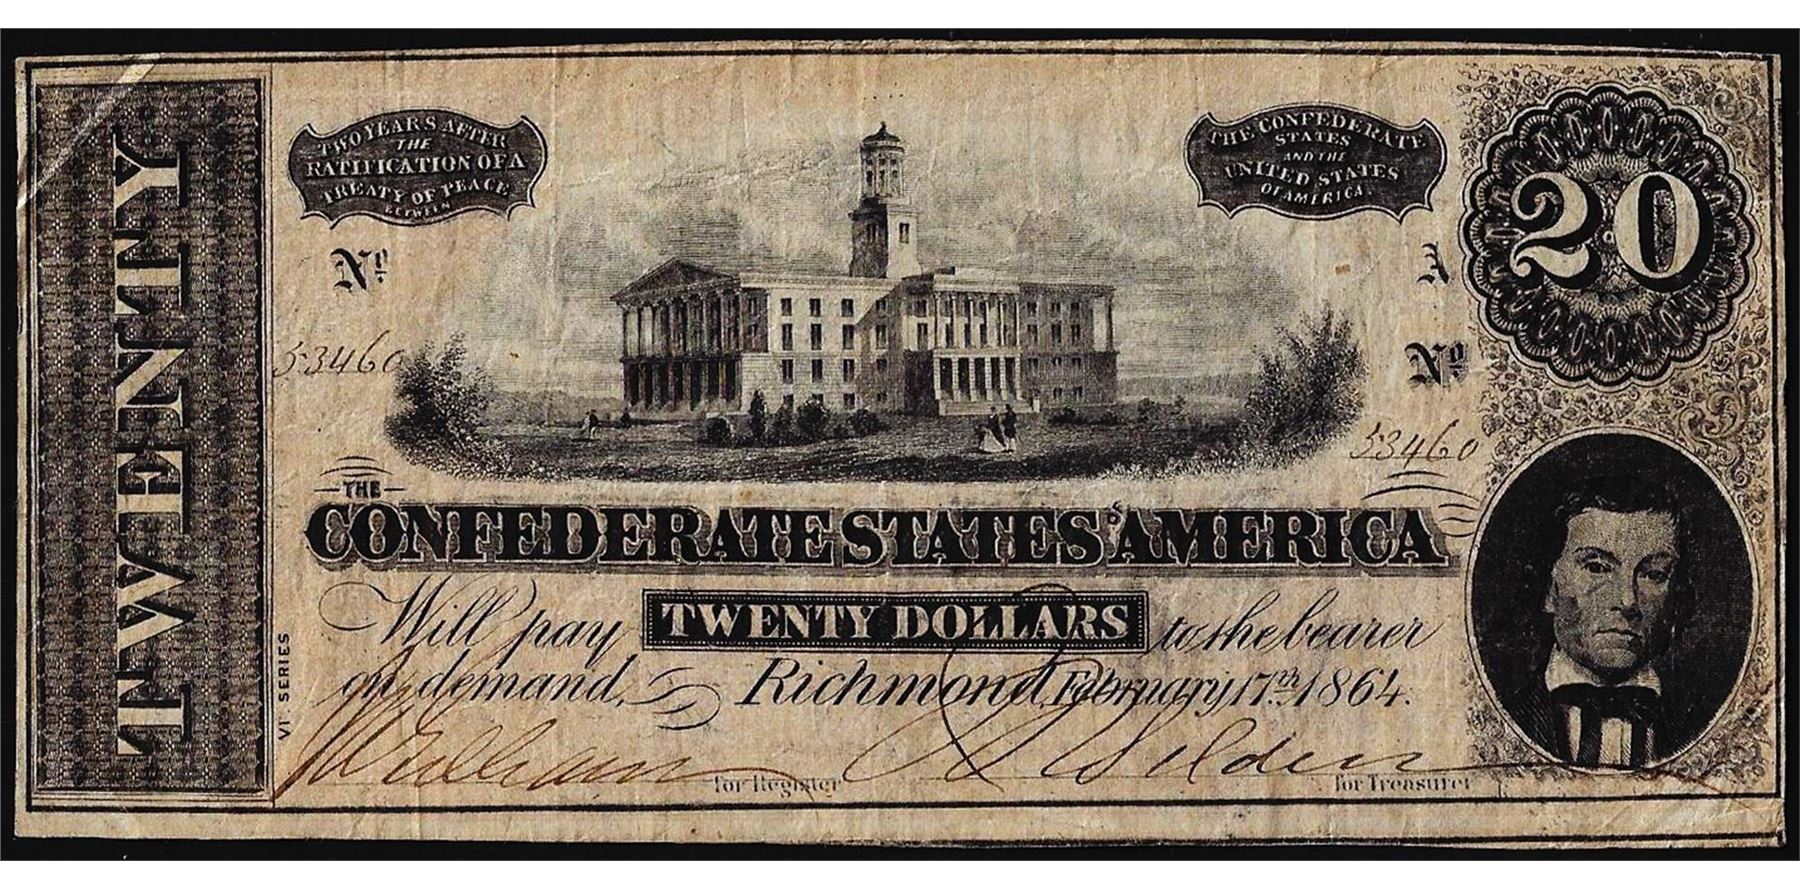 TWENTY
TWO YEARS AFTER
THE
RATIFICATION OF A
TREATY OF PEACE
BETWEEN
THE CONFEDERATE
STATES
AND THE
UNITED STATES
OF AMERICA.
20
No.
A
53460
No.
53460
THE
CONFEDERATE STATES OF AMERICA
Will pay TWENTY DOLLARS to the bearer
on demand, Richmond, February 17th 1864.
VI SERIES
for Register
for Treasurer